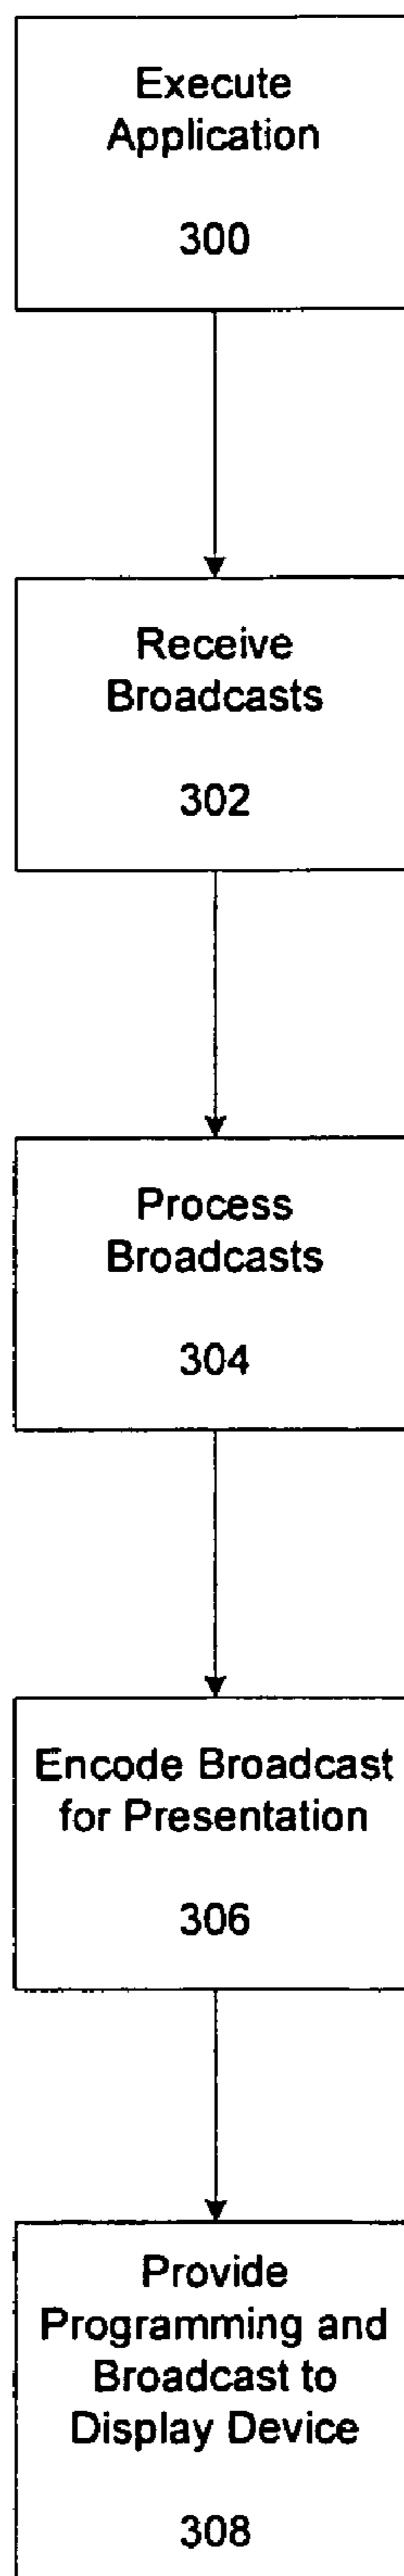 Execute
Application
300
Receive
Broadcasts
302
Process
Broadcasts
304
Encode Broadcast
for Presentation
306
Provide
Programming and
Broadcast to
Display Device
308